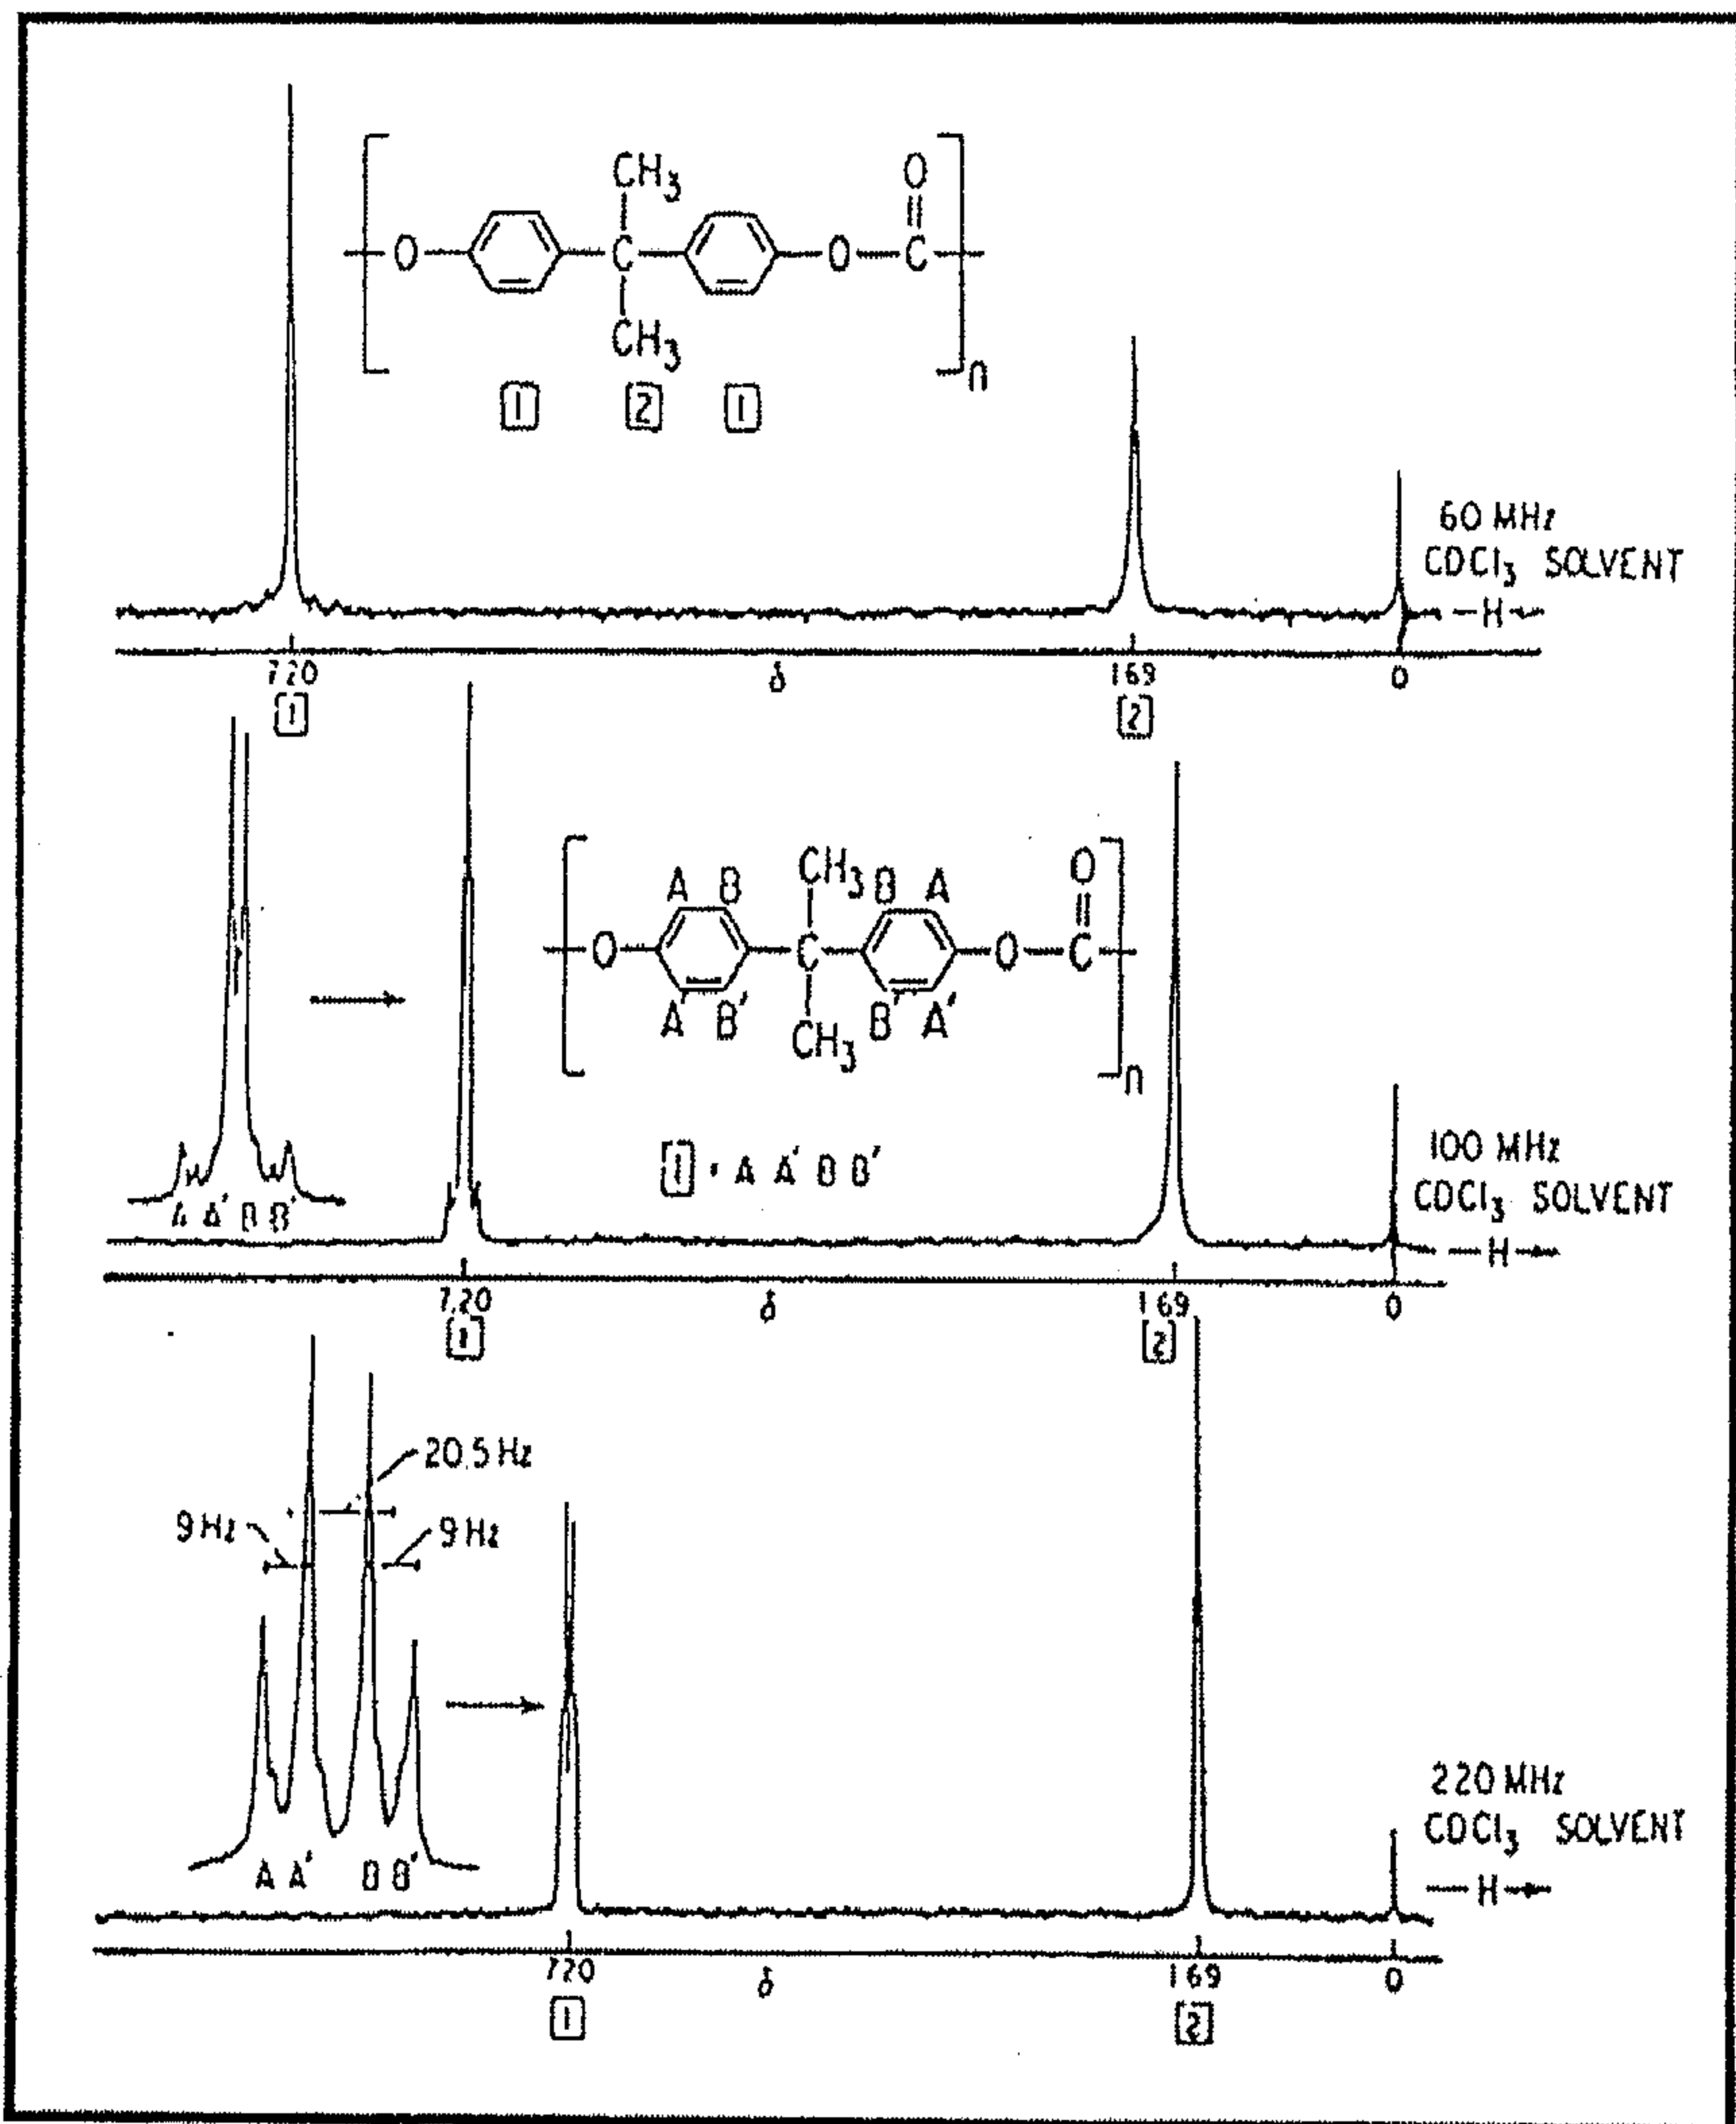 CH3 O
O C O C
CH3
n
1 2 1
60 MHz
CDCl3 SOLVENT
H
7.20 δ 1.69 0
1 2
CH3 O
A B B A
O C O C
A' B' B' A'
CH3
n
1 · A A' B B'
A A' B B'
100 MHz
CDCl3 SOLVENT
H
7.20 δ 1.69 0
1 2
20.5 Hz
9 Hz 9 Hz
A A' B B'
220 MHz
CDCl3 SOLVENT
H
7.20 δ 1.69 0
1 2